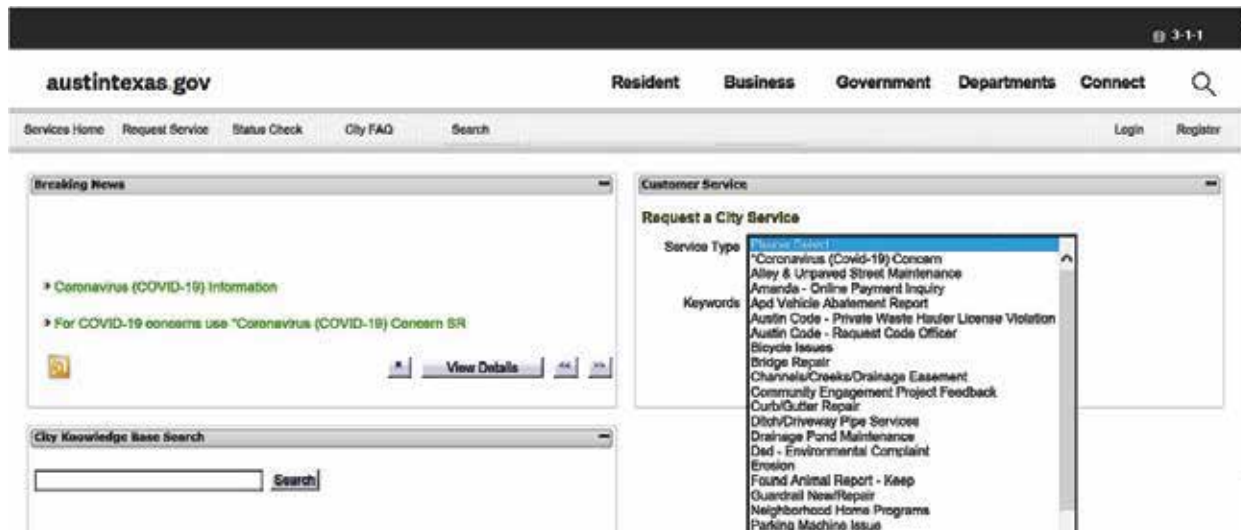 3-1-1
austintexas.gov
Resident Business Government Departments Connect
Services Home Request Service Status Check City FAQ Search Login Register
Breaking News
Coronavirus (COVID-19) Information
For COVID-19 concerns use "Coronavirus (COVID-19) Concern SR
View Details << >>
City Knowledge Base Search
Search
Customer Service
Request a City Service
Service Type
Please Select
*Coronavirus (Covid-19) Concern
Alley & Unpaved Street Maintenance
Amanda - Online Payment Inquiry
Keywords
Apd Vehicle Abatement Report
Austin Code - Private Waste Hauler License Violation
Austin Code - Request Code Officer
Bicycle Issues
Bridge Repair
Channels/Creeks/Drainage Easement
Community Engagement Project Feedback
Curb/Gutter Repair
Ditch/Driveway Pipe Services
Drainage Pond Maintenance
Dsd - Environmental Complaint
Erosion
Found Animal Report - Keep
Guardrail New/Repair
Neighborhood Home Programs
Parking Machine Issue